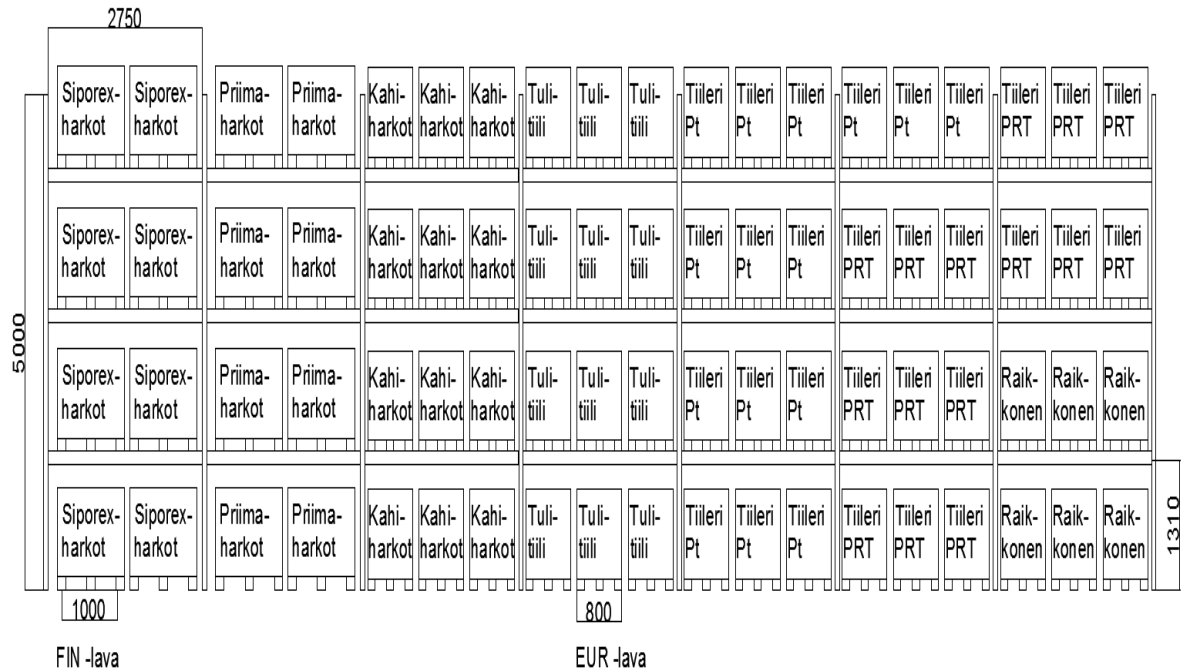 2750
Siporex- Siporex- Priima- Priima- Kahi- Kahi- Kahi- Tuli- Tuli- Tuli- Tiileri Tiileri Tiileri Tiileri Tiileri Tiileri Tiileri Tiileri Tiileri
harkot harkot harkot harkot harkot harkot harkot tiili tiili tiili Pt Pt Pt Pt Pt Pt PRT PRT PRT
Siporex- Siporex- Priima- Priima- Kahi- Kahi- Kahi- Tuli- Tuli- Tuli- Tiileri Tiileri Tiileri Tiileri Tiileri Tiileri Tiileri Tiileri Tiileri
harkot harkot harkot harkot harkot harkot harkot tiili tiili tiili Pt Pt Pt PRT PRT PRT PRT PRT PRT
5000
Siporex- Siporex- Priima- Priima- Kahi- Kahi- Kahi- Tuli- Tuli- Tuli- Tiileri Tiileri Tiileri Tiileri Tiileri Tiileri Raik- Raik- Raik-
harkot harkot harkot harkot harkot harkot harkot tiili tiili tiili Pt Pt Pt PRT PRT PRT konen konen konen
Siporex- Siporex- Priima- Priima- Kahi- Kahi- Kahi- Tuli- Tuli- Tuli- Tiileri Tiileri Tiileri Tiileri Tiileri Tiileri Raik- Raik- Raik-
harkot harkot harkot harkot harkot harkot harkot tiili tiili tiili Pt Pt Pt PRT PRT PRT konen konen konen
1310
1000 800
FIN -lava EUR -lava